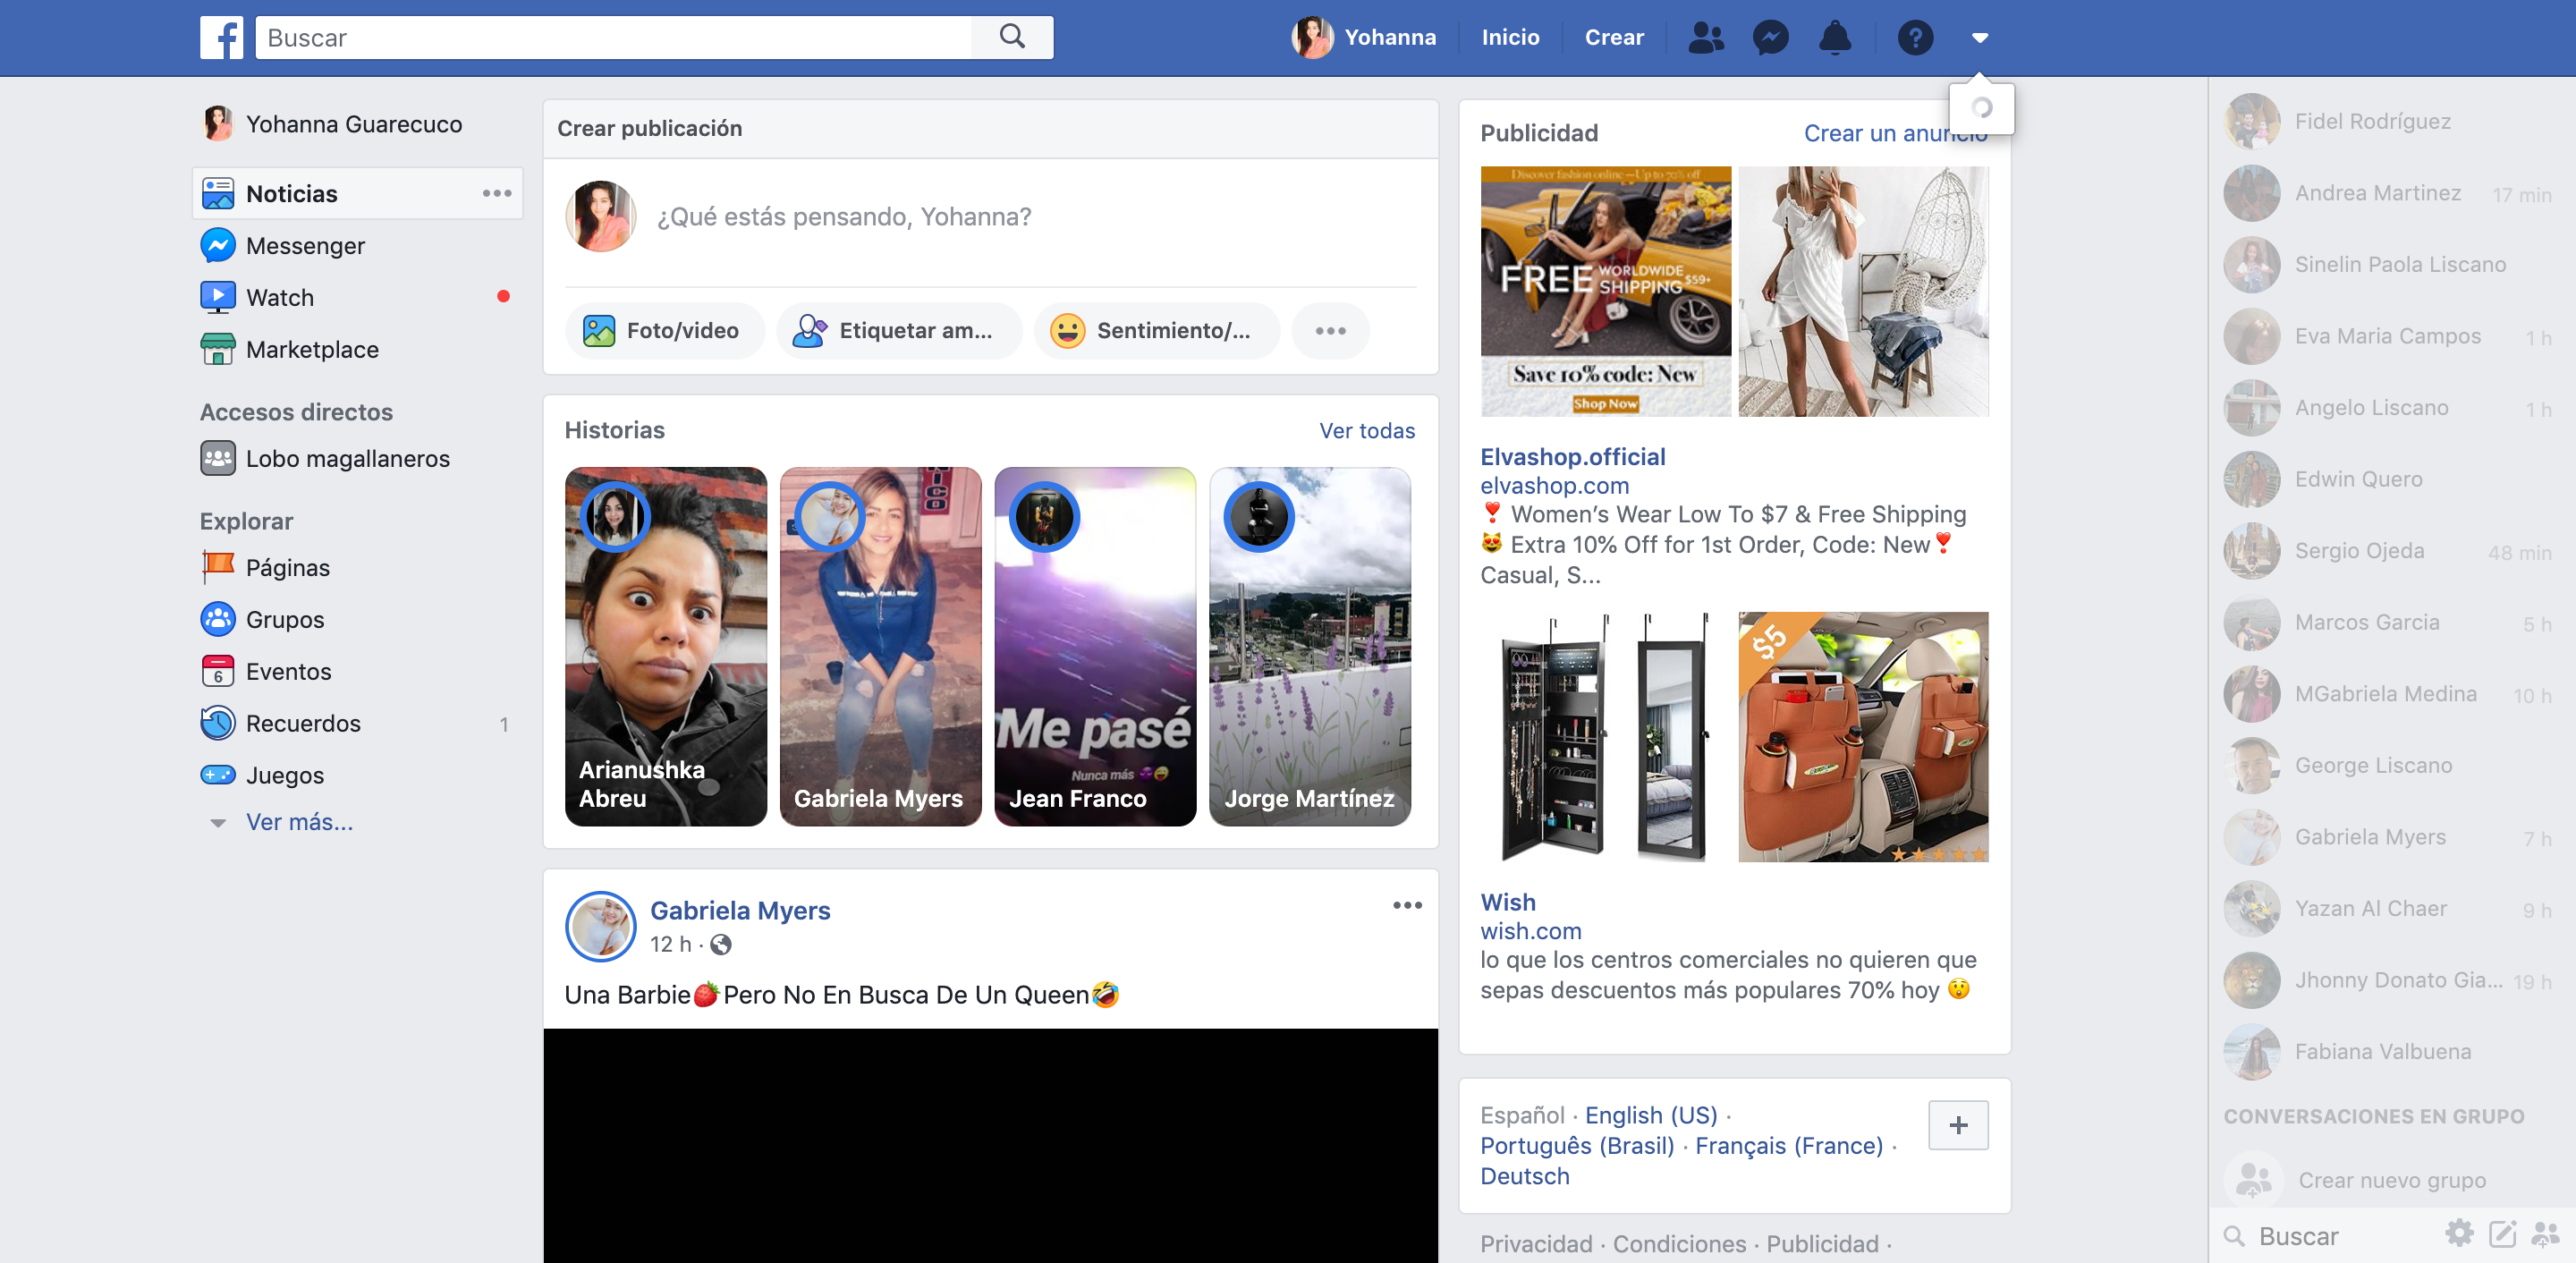 Buscar
Yohanna
Inicio
Crear
Yohanna Guarecuco
Noticias
Messenger
Watch
Marketplace
Accesos directos
Lobo magallaneros
Explorar
Páginas
Grupos
6
Eventos
Recuerdos 1
Juegos
Ver más...
Crear publicación
¿Qué estás pensando, Yohanna?
Foto/video
Etiquetar am...
Sentimiento/...
Historias
Ver todas
Arianushka
Abreu
Gabriela Myers
Me pasé
Nunca más
Jean Franco
Jorge Martínez
Gabriela Myers
12 h ·
Una Barbie🍓Pero No En Busca De Un Queen🤣
Publicidad
Crear un anuncio
Discover fashion online—Up to 70% off
FREE WORLDWIDE SHIPPING $59+
Save 10% code: New
Shop Now
Elvashop.official
elvashop.com
❣️ Women’s Wear Low To $7 & Free Shipping
😻 Extra 10% Off for 1st Order, Code: New❣️
Casual, S...
$5
Wish
wish.com
lo que los centros comerciales no quieren que
sepas descuentos más populares 70% hoy 😲
Español · English (US) ·
Português (Brasil) · Français (France) ·
Deutsch
Privacidad · Condiciones · Publicidad ·
Fidel Rodríguez
Andrea Martinez 17 min
Sinelin Paola Liscano
Eva Maria Campos 1 h
Angelo Liscano 1 h
Edwin Quero
Sergio Ojeda 48 min
Marcos Garcia 5 h
MGabriela Medina 10 h
George Liscano
Gabriela Myers 7 h
Yazan Al Chaer 9 h
Jhonny Donato Gia... 19 h
Fabiana Valbuena
CONVERSACIONES EN GRUPO
Crear nuevo grupo
Buscar